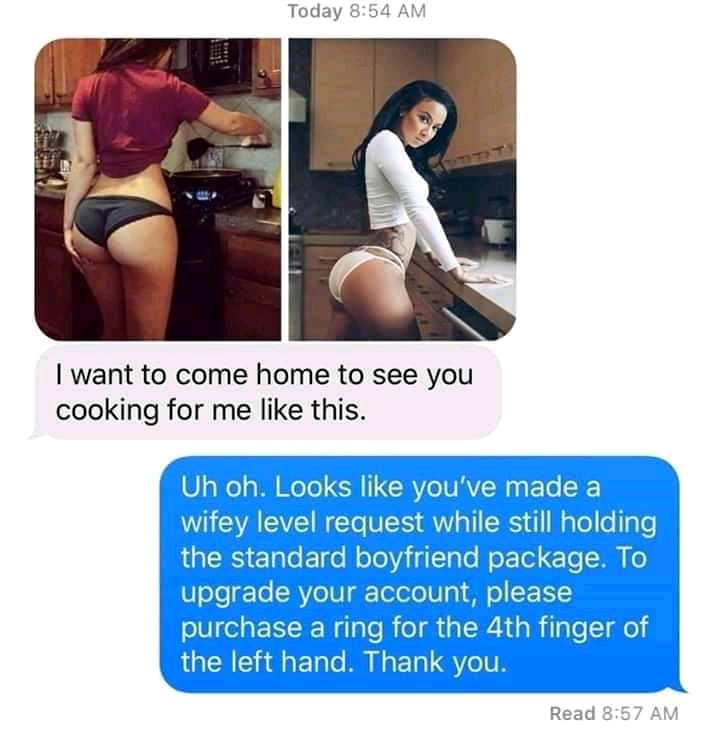 Today 8:54 AM
I want to come home to see you
cooking for me like this.
Uh oh. Looks like you’ve made a
wifey level request while still holding
the standard boyfriend package. To
upgrade your account, please
purchase a ring for the 4th finger of
the left hand. Thank you.
Read 8:57 AM